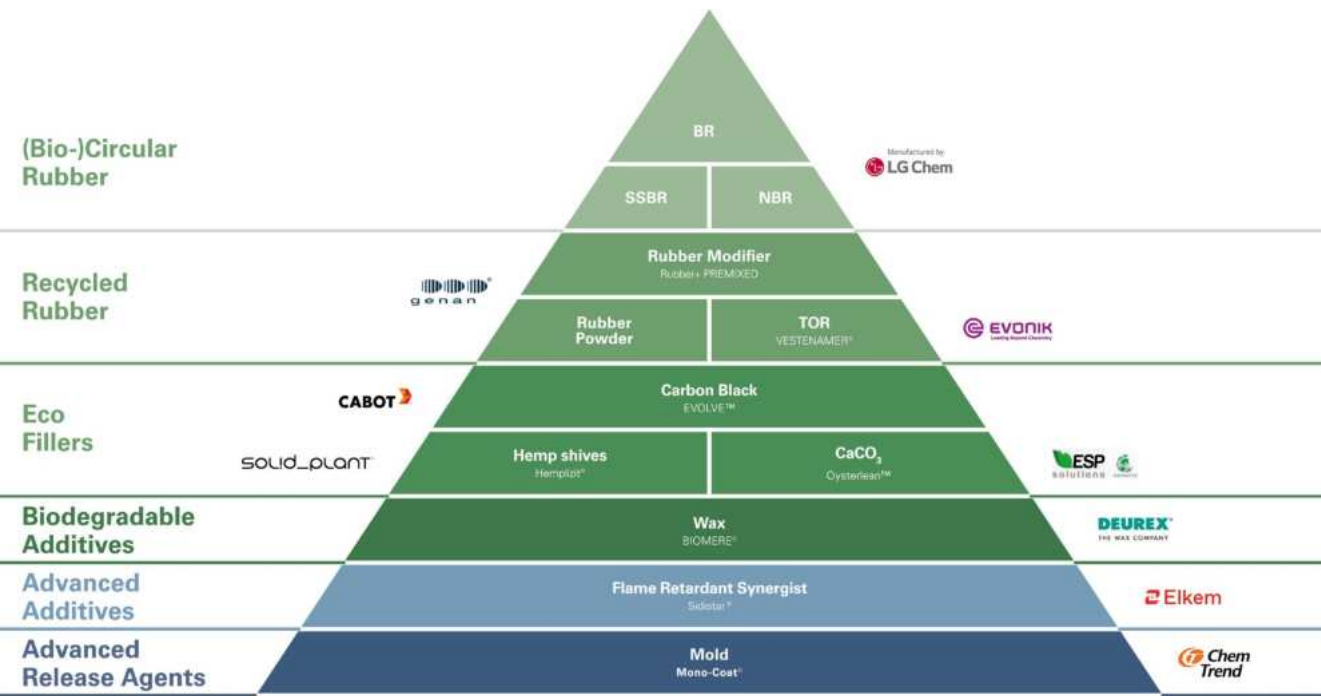 (Bio-)Circular
Rubber
BR
SSBR
NBR
Manufactured by
LG Chem
Recycled
Rubber
genan®
Rubber Modifier
Rubber+ PREMIXED
Rubber
Powder
TOR
VESTENAMER®
EVONIK
Leading Beyond Chemistry
Eco
Fillers
CABOT
SOLID_PLANT
Carbon Black
EVOLVE™
Hemp shives
CaCO₃
Oysterlean™
ESP
solutions
Biodegradable
Additives
Wax
BIOMERE®
DEUREX®
THE WAX COMPANY
Advanced
Additives
Flame Retardant Synergist
Sidistar®
Elkem
Advanced
Release Agents
Mold
Mono-Coat®
Chem
Trend